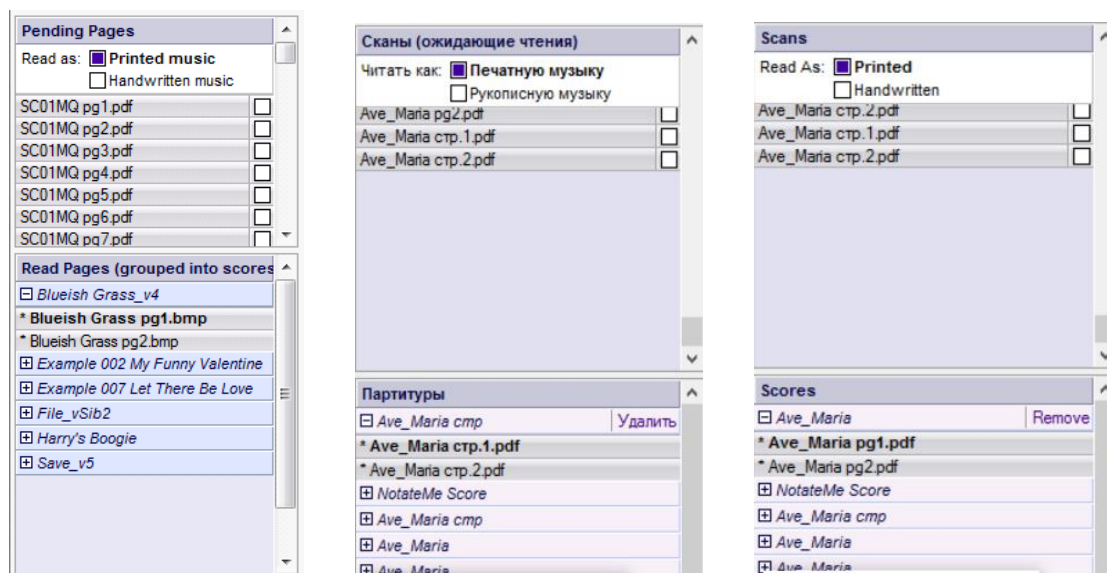 Pending Pages
Read as: Printed music
Handwritten music
SC01MQ pg1.pdf
SC01MQ pg2.pdf
SC01MQ pg3.pdf
SC01MQ pg4.pdf
SC01MQ pg5.pdf
SC01MQ pg6.pdf
SC01MQ pg7.pdf
Read Pages (grouped into scores
Blueish Grass_v4
* Blueish Grass pg1.bmp
* Blueish Grass pg2.bmp
Example 002 My Funny Valentine
Example 007 Let There Be Love
File_vSib2
Harry's Boogie
Save_v5
Сканы (ожидающие чтения)
Читать как: Печатную музыку
Рукописную музыку
Ave_Maria pg2.pdf
Ave_Maria стр.1.pdf
Ave_Maria стр.2.pdf
Партитуры
Ave_Maria стр Удалить
* Ave_Maria стр.1.pdf
* Ave_Maria стр.2.pdf
NotateMe Score
Ave_Maria стр
Ave_Maria
Ave_Maria
Scans
Read As: Printed
Handwritten
Ave_Maria стр.2.pdf
Ave_Maria стр.1.pdf
Ave_Maria стр.2.pdf
Scores
Ave_Maria Remove
* Ave_Maria pg1.pdf
* Ave_Maria pg2.pdf
NotateMe Score
Ave_Maria стр
Ave_Maria
Ave_Maria